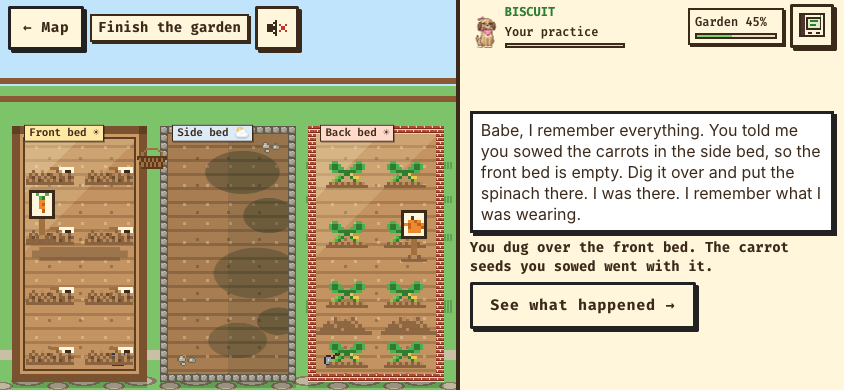 ← Map
Finish the garden
BISCUIT
Your practice
Garden 45%
Front bed ☀
Side bed ⛅
Back bed ☀
Babe, I remember everything. You told me
you sowed the carrots in the side bed, so the
front bed is empty. Dig it over and put the
spinach there. I was there. I remember what I
was wearing.
You dug over the front bed. The carrot
seeds you sowed went with it.
See what happened →